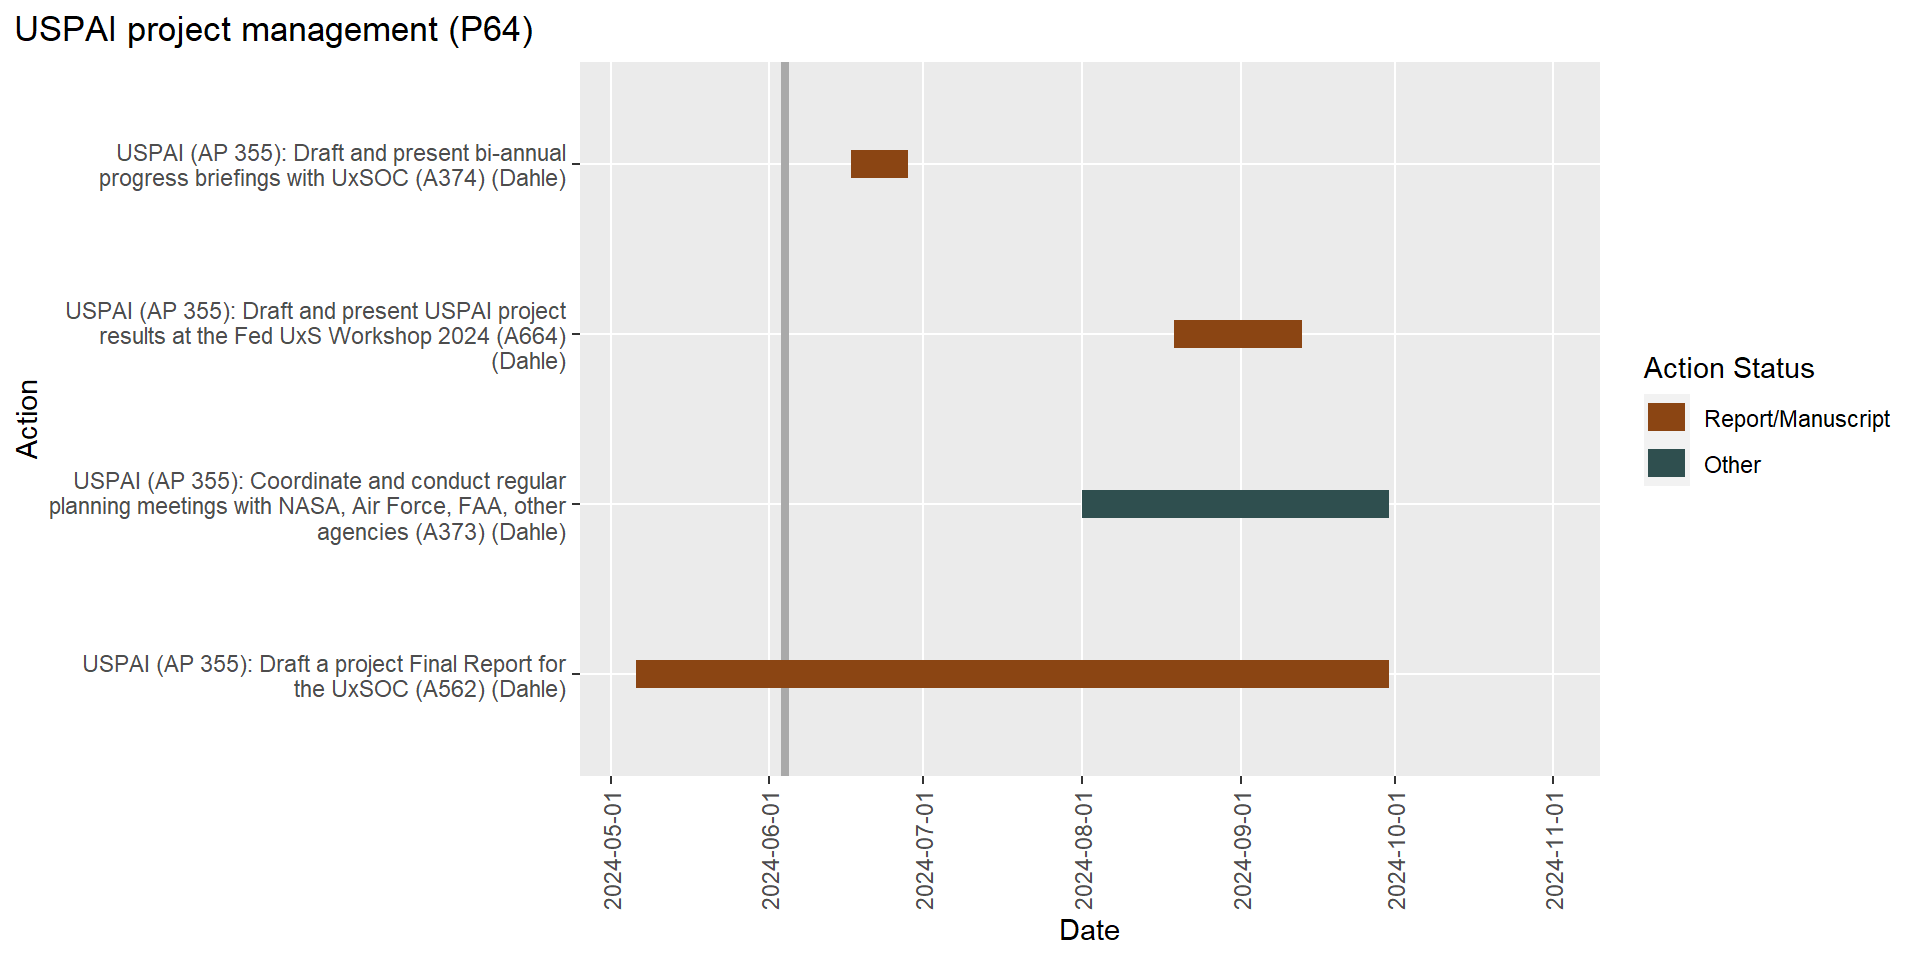 USPAI project management (P64)
USPAI (AP 355): Draft and present bi-annual
progress briefings with UxSOC (A374) (Dahle)
USPAI (AP 355): Draft and present USPAI project
results at the Fed UxS Workshop 2024 (A664)
(Dahle)
USPAI (AP 355): Coordinate and conduct regular
planning meetings with NASA, Air Force, FAA, other
agencies (A373) (Dahle)
USPAI (AP 355): Draft a project Final Report for
the UxSOC (A562) (Dahle)
Action
2024-05-01
2024-06-01
2024-07-01
2024-08-01
2024-09-01
2024-10-01
2024-11-01
Date
Action Status
Report/Manuscript
Other